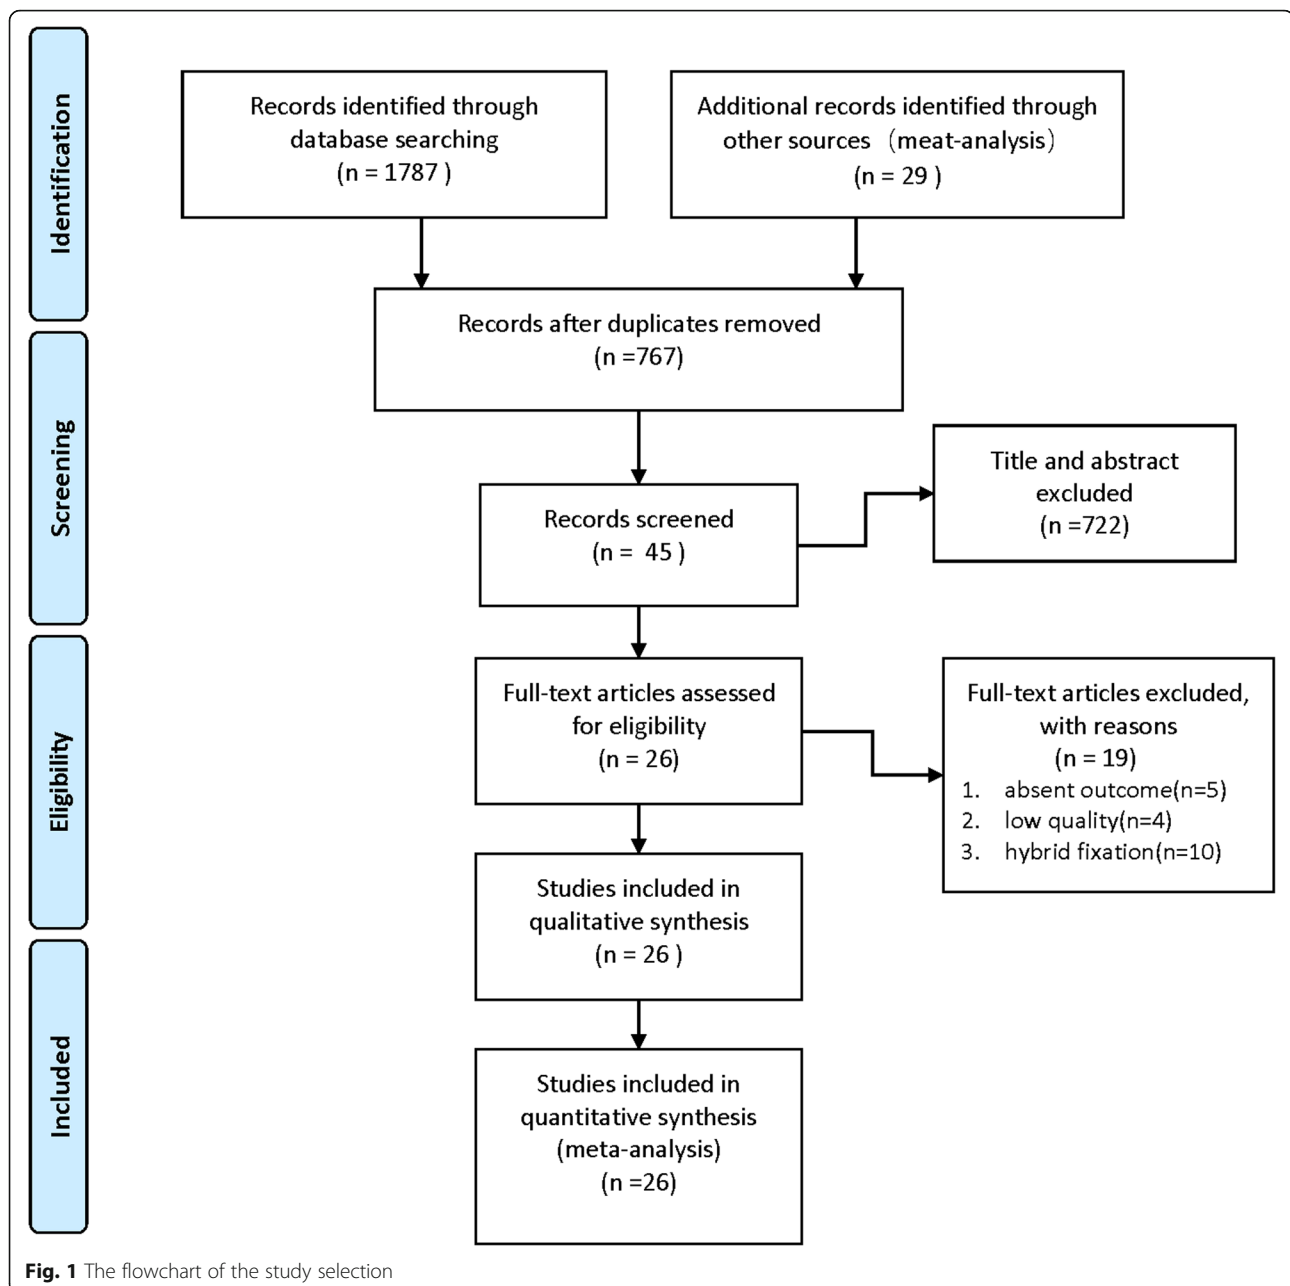 Identification
Records identified through
database searching
(n = 1787 )
Additional records identified through
other sources（meat-analysis）
(n = 29 )
Records after duplicates removed
(n =767)
Screening
Records screened
(n = 45 )
Title and abstract
excluded
(n =722)
Eligibility
Full-text articles assessed
for eligibility
(n = 26)
Full-text articles excluded,
with reasons
(n = 19)
1. absent outcome(n=5)
2. low quality(n=4)
3. hybrid fixation(n=10)
Studies included in
qualitative synthesis
(n = 26 )
Included
Studies included in
quantitative synthesis
(meta-analysis)
(n =26)
Fig. 1 The flowchart of the study selection